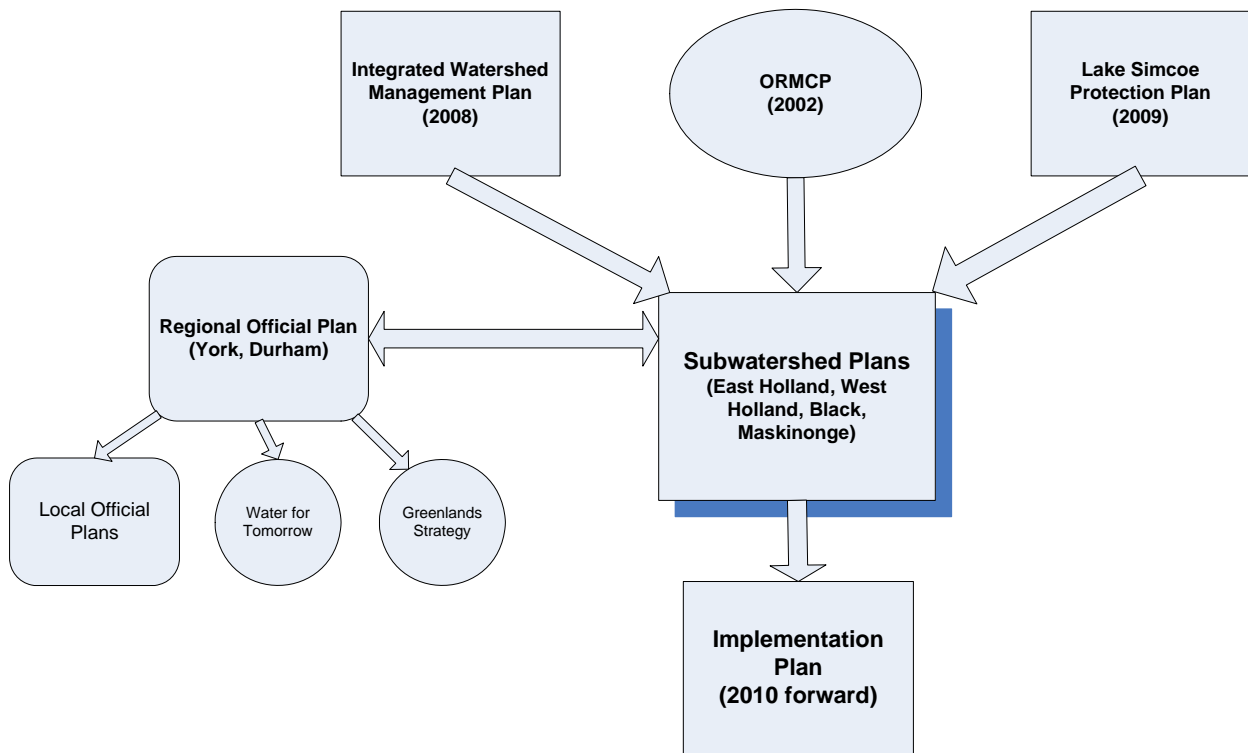 Integrated Watershed
Management Plan
(2008)
ORMCP
(2002)
Lake Simcoe
Protection Plan
(2009)
Regional Official Plan
(York, Durham)
Subwatershed Plans
(East Holland, West
Holland, Black,
Maskinonge)
Local Official
Plans
Water for
Tomorrow
Greenlands
Strategy
Implementation
Plan
(2010 forward)